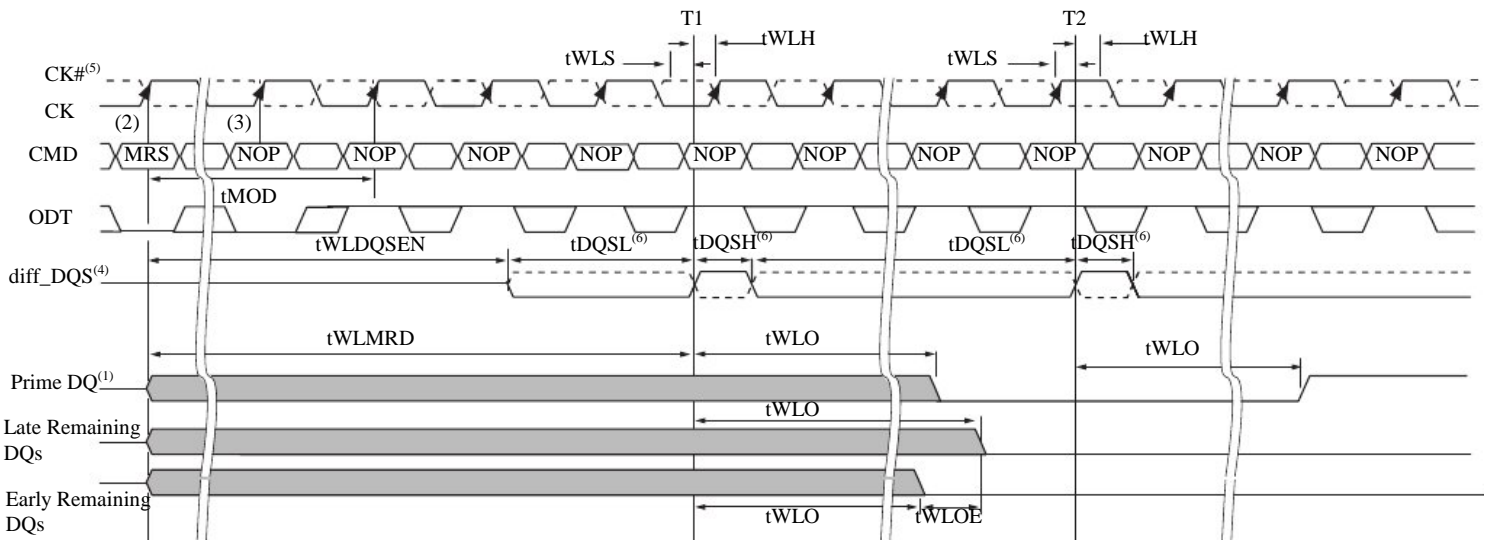 T1 T2
tWLH tWLH
tWLS tWLS
CK#(5)
CK
(2) (3)
CMD MRS NOP NOP NOP NOP NOP NOP NOP NOP NOP NOP NOP
tMOD
ODT
tWLDQSEN tDQSL(6) tDQSH(6) tDQSL(6) tDQSH(6)
diff_DQS(4)
tWLMRD tWLO tWLO
Prime DQ(1)
tWLO
Late Remaining
DQs
Early Remaining
DQs
tWLO tWLOE